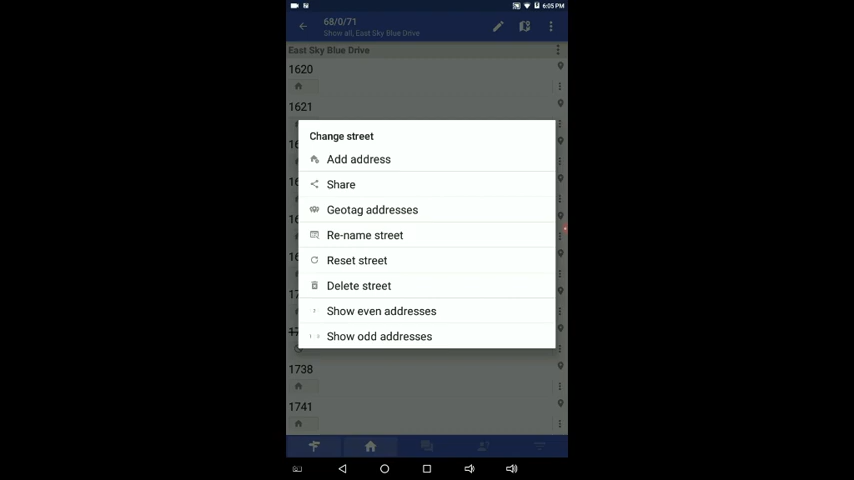 6:05 PM
68/0/71
Show all, East Sky Blue Drive
East Sky Blue Drive
1620
1621
Change street
Add address
Share
Geotag addresses
Re-name street
Reset street
Delete street
Show even addresses
Show odd addresses
1738
1741